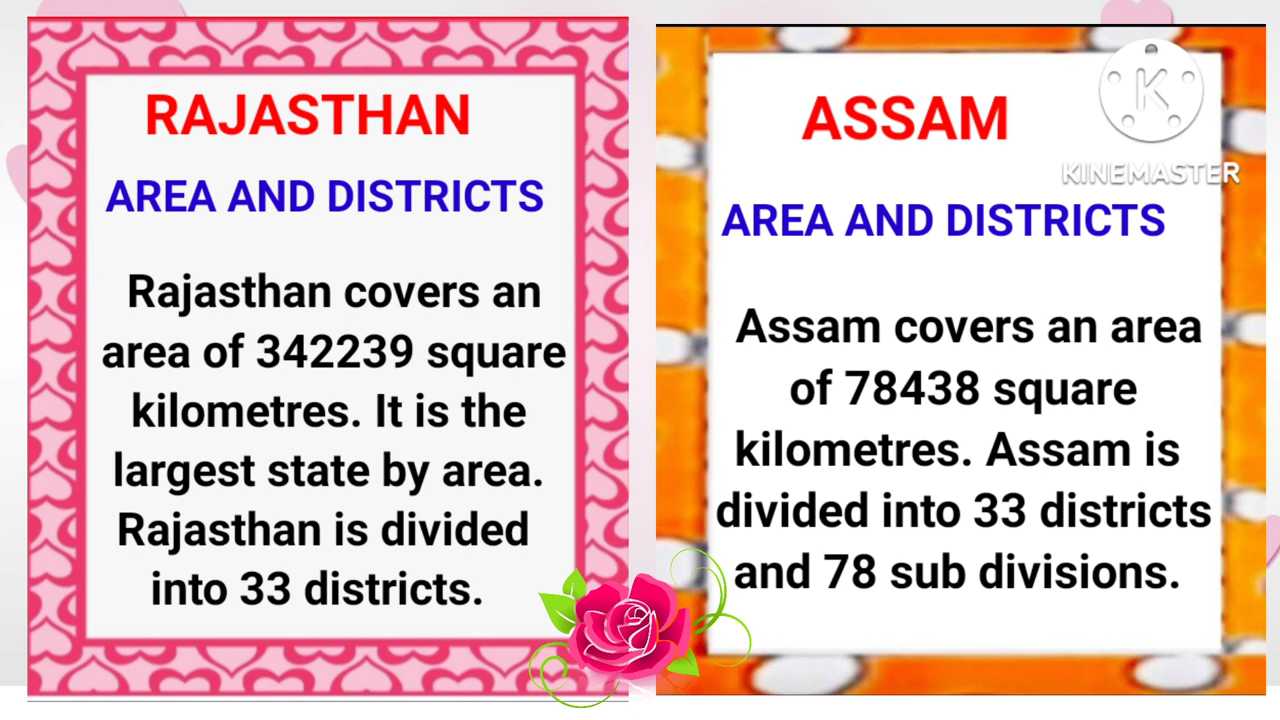 RAJASTHAN
AREA AND DISTRICTS
Rajasthan covers an
area of 342239 square
kilometres. It is the
largest state by area.
Rajasthan is divided
into 33 districts.
ASSAM
AREA AND DISTRICTS
Assam covers an area
of 78438 square
kilometres. Assam is
divided into 33 districts
and 78 sub divisions.
K
KINEMASTER